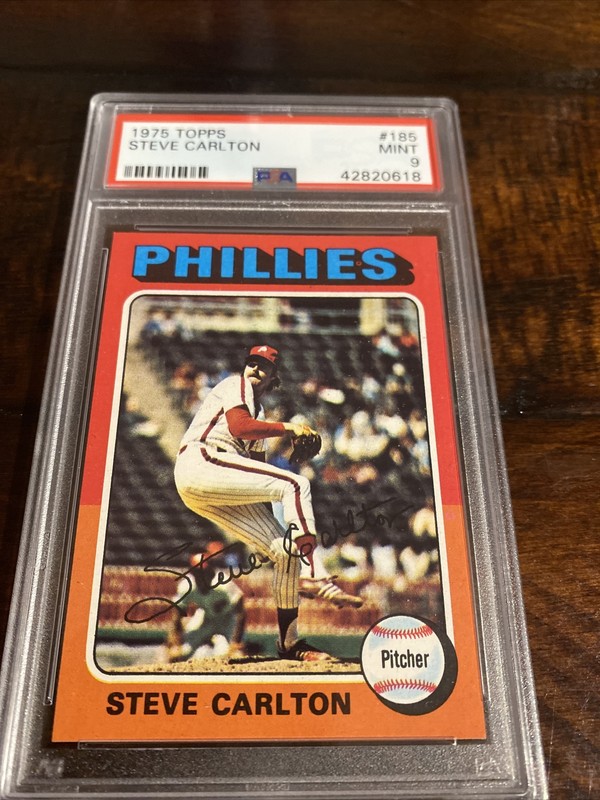 1975 TOPPS #185
STEVE CARLTON MINT
9
PSA 42820618
PHILLIES
Steve Carlton
Pitcher
STEVE CARLTON